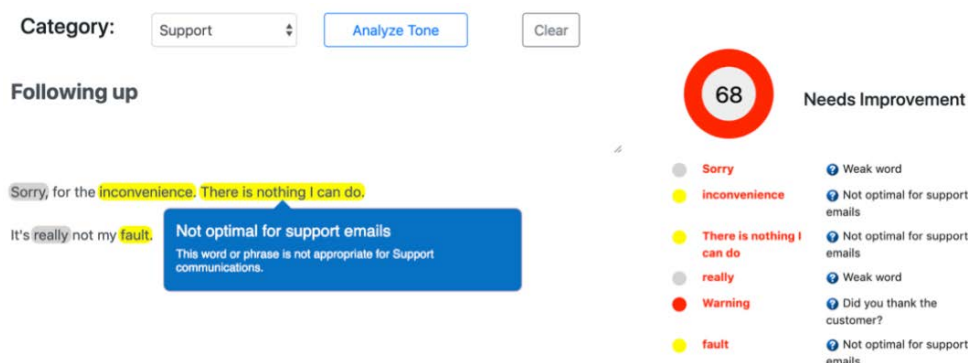 Category:
Support
Analyze Tone
Clear
Following up
68
Needs Improvement
Sorry, for the inconvenience. There is nothing I can do.
It's really not my fault.
Not optimal for support emails
This word or phrase is not appropriate for Support
communications.
Sorry
? Weak word
inconvenience
? Not optimal for support
emails
There is nothing I
can do
? Not optimal for support
emails
really
? Weak word
Warning
? Did you thank the
customer?
fault
? Not optimal for support
emails